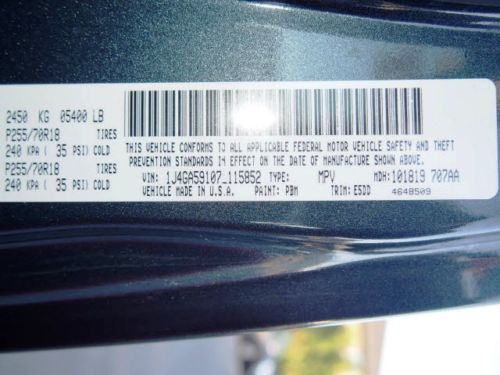 2450 KG 05400 LB
P255/70R18 TIRES
240 KPA ( 35 PSI) COLD
P255/70R18 TIRES
240 KPA ( 35 PSI) COLD
THIS VEHICLE CONFORMS TO ALL APPLICABLE FEDERAL MOTOR VEHICLE SAFETY AND THEFT
PREVENTION STANDARDS IN EFFECT ON THE DATE OF MANUFACTURE SHOWN ABOVE.
VIN: 1J4GA59107_115852 TYPE: MPV MDH: 101819 707AA
VEHICLE MADE IN U.S.A. PAINT: PBM TRIM: E5DD 4648509